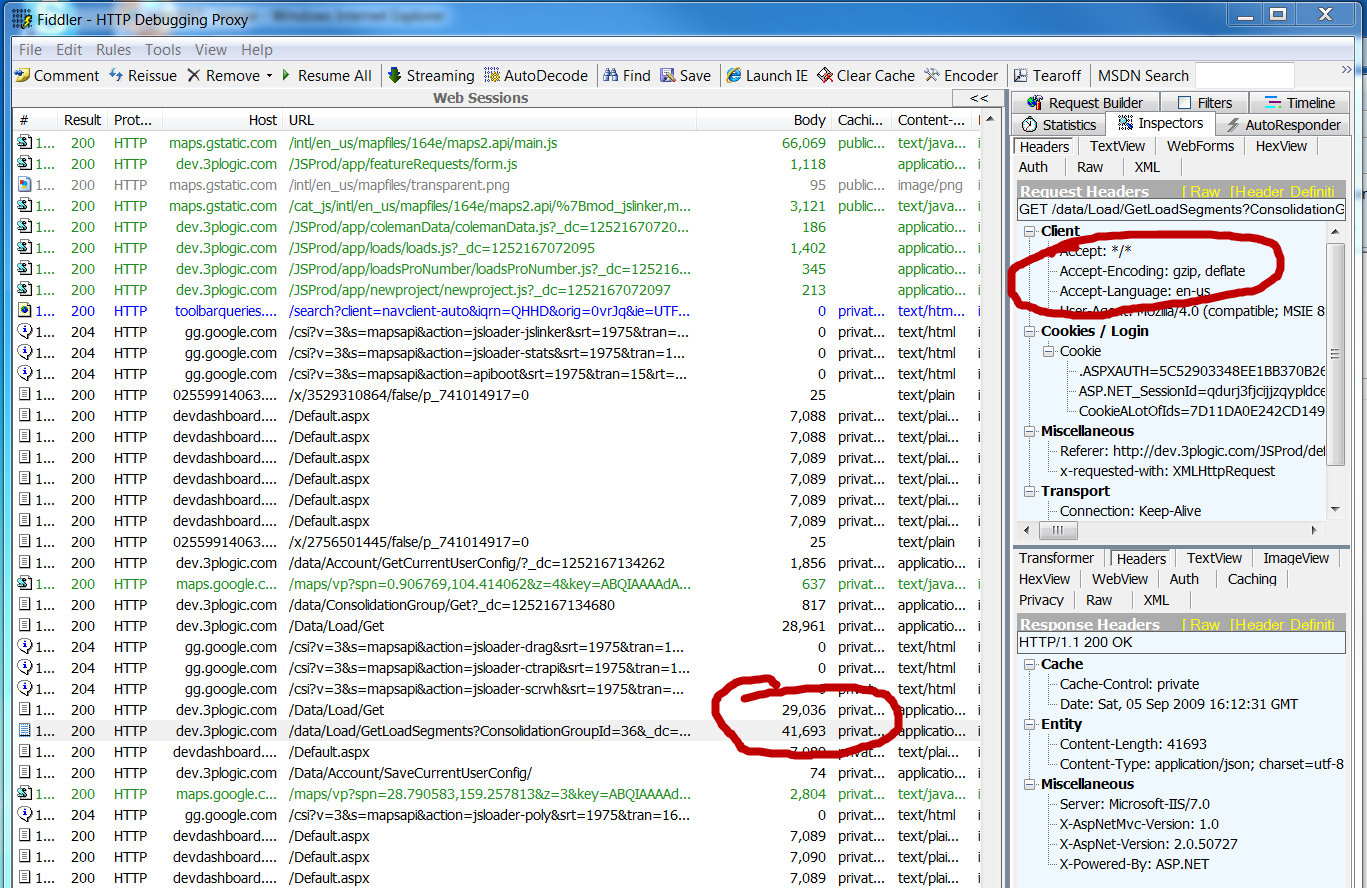 Fiddler - HTTP Debugging Proxy
File Edit Rules Tools View Help
Comment Reissue Remove Resume All Streaming AutoDecode Find Save Launch IE Clear Cache Encoder Tearoff MSDN Search »
Web Sessions <<
# Result Prot... Host URL Body Cachi... Content-...
1... 200 HTTP maps.gstatic.com /intl/en_us/mapfiles/164e/maps2.api/main.js 66,069 public... text/java...
1... 200 HTTP dev.3plogic.com /JSProd/app/featureRequests/form.js 1,118 applicatio...
1... 200 HTTP maps.gstatic.com /intl/en_us/mapfiles/transparent.png 95 public... image/png
1... 200 HTTP maps.gstatic.com /cat_js/intl/en_us/mapfiles/164e/maps2.api/%7Bmod_jslinker,m... 3,121 public... text/java...
1... 200 HTTP dev.3plogic.com /JSProd/app/colemanData/colemanData.js?_dc=12521670720... 186 applicatio...
1... 200 HTTP dev.3plogic.com /JSProd/app/loads/loads.js?_dc=1252167072095 1,402 applicatio...
1... 200 HTTP dev.3plogic.com /JSProd/app/loadsProNumber/loadsProNumber.js?_dc=125216... 345 applicatio...
1... 200 HTTP dev.3plogic.com /JSProd/app/newproject/newproject.js?_dc=1252167072097 213 applicatio...
1... 200 HTTP toolbarqueries.... /search?client=navclient-auto&iqrn=QHHD&orig=0vrJq&ie=UTF... 0 privat... text/htm...
1... 204 HTTP gg.google.com /csi?v=3&s=mapsapi&action=jsloader-jslinker&srt=1975&tran=... 0 text/html
1... 204 HTTP gg.google.com /csi?v=3&s=mapsapi&action=jsloader-stats&srt=1975&tran=1... 0 text/html
1... 204 HTTP gg.google.com /csi?v=3&s=mapsapi&action=apiboot&srt=1975&tran=15&rt=... 0 text/html
1... 200 HTTP 02559914063.... /x/3529310864/false/p_741014917=0 25 text/plain
1... 200 HTTP devdashboard.... /Default.aspx 7,088 privat... text/plai...
1... 200 HTTP devdashboard.... /Default.aspx 7,088 privat... text/plai...
1... 200 HTTP devdashboard.... /Default.aspx 7,089 privat... text/plai...
1... 200 HTTP devdashboard.... /Default.aspx 7,089 privat... text/plai...
1... 200 HTTP devdashboard.... /Default.aspx 7,089 privat... text/plai...
1... 200 HTTP devdashboard.... /Default.aspx 7,089 privat... text/plai...
1... 200 HTTP 02559914063.... /x/2756501445/false/p_741014917=0 25 text/plain
1... 200 HTTP dev.3plogic.com /data/Account/GetCurrentUserConfig/?_dc=1252167134262 1,856 privat... applicatio...
1... 200 HTTP maps.google.c... /maps/vp?spn=0.906769,104.414062&z=4&key=ABQIAAAAdA... 637 privat... text/java...
1... 200 HTTP dev.3plogic.com /data/ConsolidationGroup/Get?_dc=1252167134680 817 privat... applicatio...
1... 200 HTTP dev.3plogic.com /Data/Load/Get 28,961 privat... applicatio...
1... 204 HTTP gg.google.com /csi?v=3&s=mapsapi&action=jsloader-drag&srt=1975&tran=1... 0 text/html
1... 204 HTTP gg.google.com /csi?v=3&s=mapsapi&action=jsloader-ctrapi&srt=1975&tran=1... 0 text/html
1... 204 HTTP gg.google.com /csi?v=3&s=mapsapi&action=jsloader-scrwh&srt=1975&tran=... text/html
1... 200 HTTP dev.3plogic.com /Data/Load/Get 29,036 privat... applicatio...
1... 200 HTTP dev.3plogic.com /data/Load/GetLoadSegments?ConsolidationGroupId=36&_dc=... 41,693 privat... applicatio...
1... 200 HTTP devdashboard.... /Default.aspx 7,089 privat... text/plai...
1... 200 HTTP dev.3plogic.com /Data/Account/SaveCurrentUserConfig/ 74 privat... applicatio...
1... 200 HTTP maps.google.c... /maps/vp?spn=28.790583,159.257813&z=3&key=ABQIAAAAd... 2,804 privat... text/java...
1... 204 HTTP gg.google.com /csi?v=3&s=mapsapi&action=jsloader-poly&srt=1975&tran=16... 0 text/html
1... 200 HTTP devdashboard.... /Default.aspx 7,089 privat... text/plai...
1... 200 HTTP devdashboard.... /Default.aspx 7,090 privat... text/plai...
1... 200 HTTP devdashboard.... /Default.aspx 7,089 privat... text/plai...
Request Builder Filters Timeline
Statistics Inspectors AutoResponder
Headers TextView WebForms HexView
Auth Raw XML
Request Headers [ Raw [Header Definiti
GET /data/Load/GetLoadSegments?ConsolidationG
Client
Accept: */*
Accept-Encoding: gzip, deflate
Accept-Language: en-us
User-Agent: Mozilla/4.0 (compatible; MSIE 8
Cookies / Login
Cookie
.ASPXAUTH=5C52903348EE1BB370B26
ASP.NET_SessionId=qdurj3fjcijjzqypldce
CookieALotOfIds=7D11DA0E242CD149
Miscellaneous
Referer: http://dev.3plogic.com/JSProd/def
x-requested-with: XMLHttpRequest
Transport
Connection: Keep-Alive
Transformer Headers TextView ImageView
HexView WebView Auth Caching
Privacy Raw XML
Response Headers [ Raw [Header Definiti
HTTP/1.1 200 OK
Cache
Cache-Control: private
Date: Sat, 05 Sep 2009 16:12:31 GMT
Entity
Content-Length: 41693
Content-Type: application/json; charset=utf-8
Miscellaneous
Server: Microsoft-IIS/7.0
X-AspNetMvc-Version: 1.0
X-AspNet-Version: 2.0.50727
X-Powered-By: ASP.NET